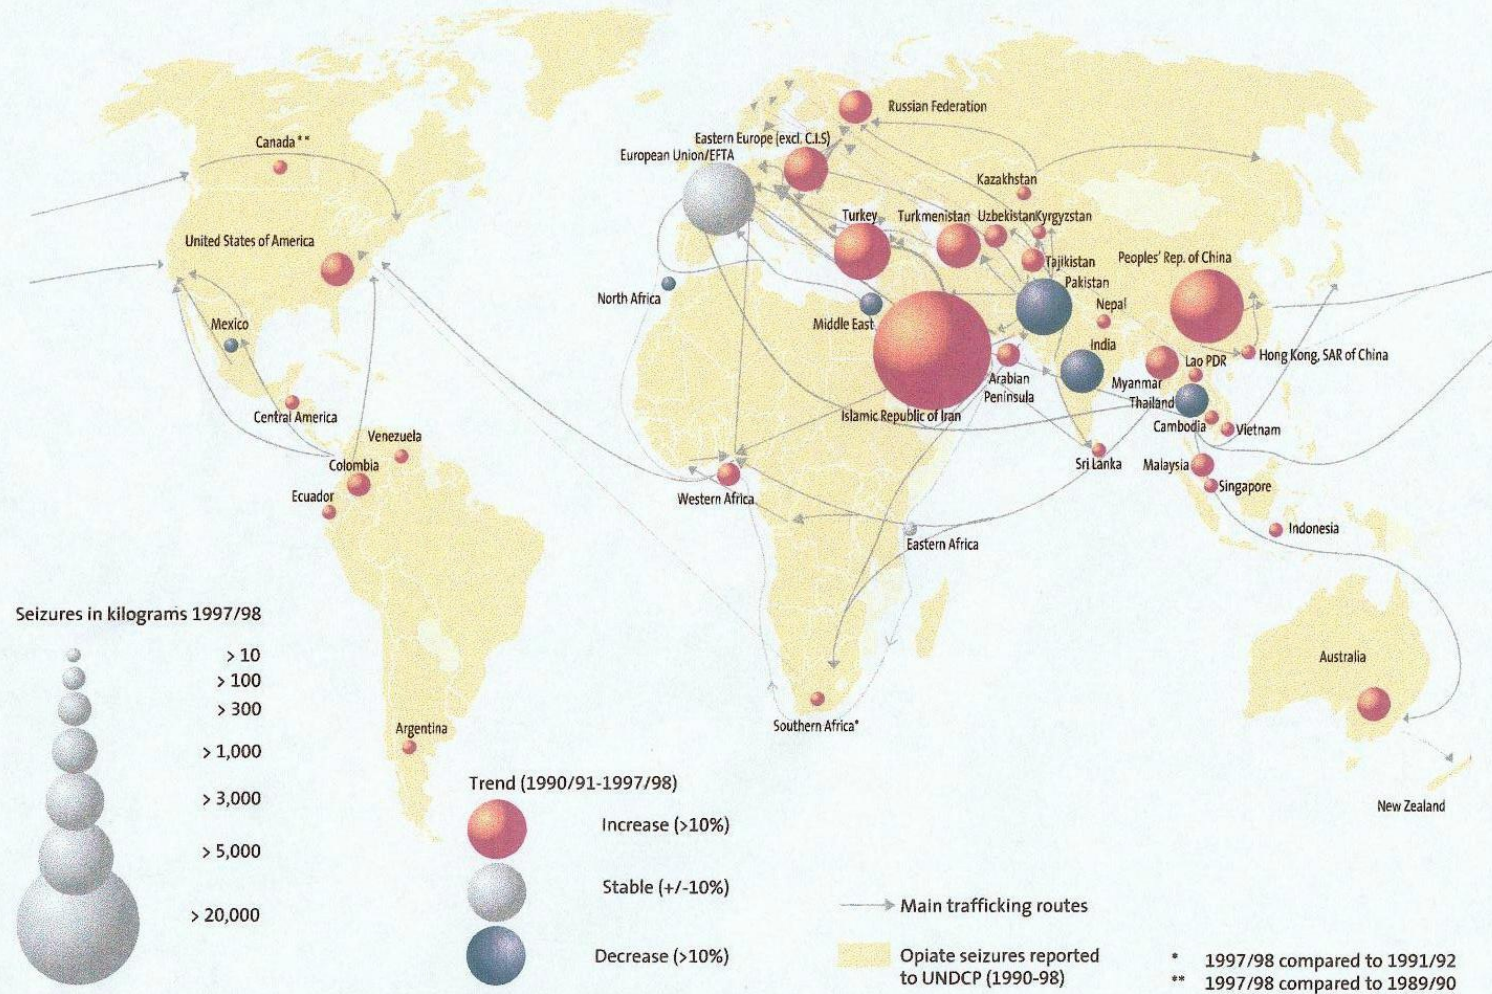 Russian Federation
Canada**
Eastern Europe (excl. C.I.S)
European Union/EFTA
Kazakhstan
Turkey
Turkmenistan
Uzbekistan
Kyrgyzstan
United States of America
Peoples' Rep. of China
Tajikistan
Pakistan
North Africa
Nepal
Mexico
Middle East
India
Hong Kong, SAR of China
Lao PDR
Arabian
Peninsula
Myanmar
Thailand
Islamic Republic of Iran
Central America
Cambodia
Vietnam
Venezuela
Colombia
Sri Lanka
Malaysia
Singapore
Ecuador
Western Africa
Indonesia
Eastern Africa
Seizures in kilograms 1997/98
> 10
> 100
> 300
> 1,000
> 3,000
> 5,000
> 20,000
Australia
Southern Africa*
Argentina
New Zealand
Trend (1990/91-1997/98)
Increase (>10%)
Stable (+/-10%)
Decrease (>10%)
Main trafficking routes
Opiate seizures reported
to UNDCP (1990-98)
* 1997/98 compared to 1991/92
** 1997/98 compared to 1989/90